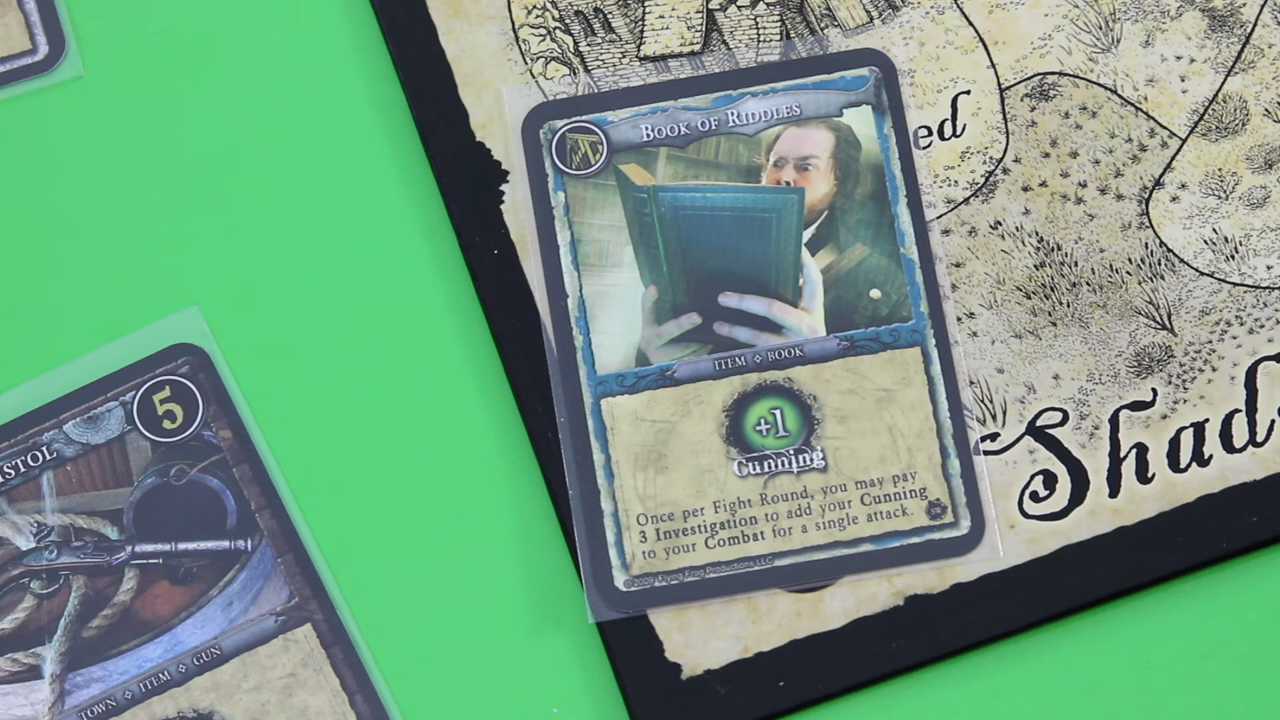 BOOK OF RIDDLES
ITEM BOOK
+1
Cunning
Once per Fight Round, you may pay
3 Investigation to add your Cunning
to your Combat for a single attack.
©2009 Flying Frog Productions LLC
ed
Shad
5
ISTOL
TOWN ITEM GUN